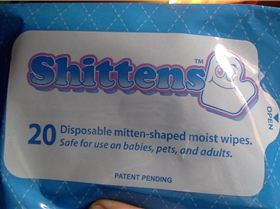 Shittens™
20 Disposable mitten-shaped moist wipes.
Safe for use on babies, pets, and adults.
PATENT PENDING
OPEN